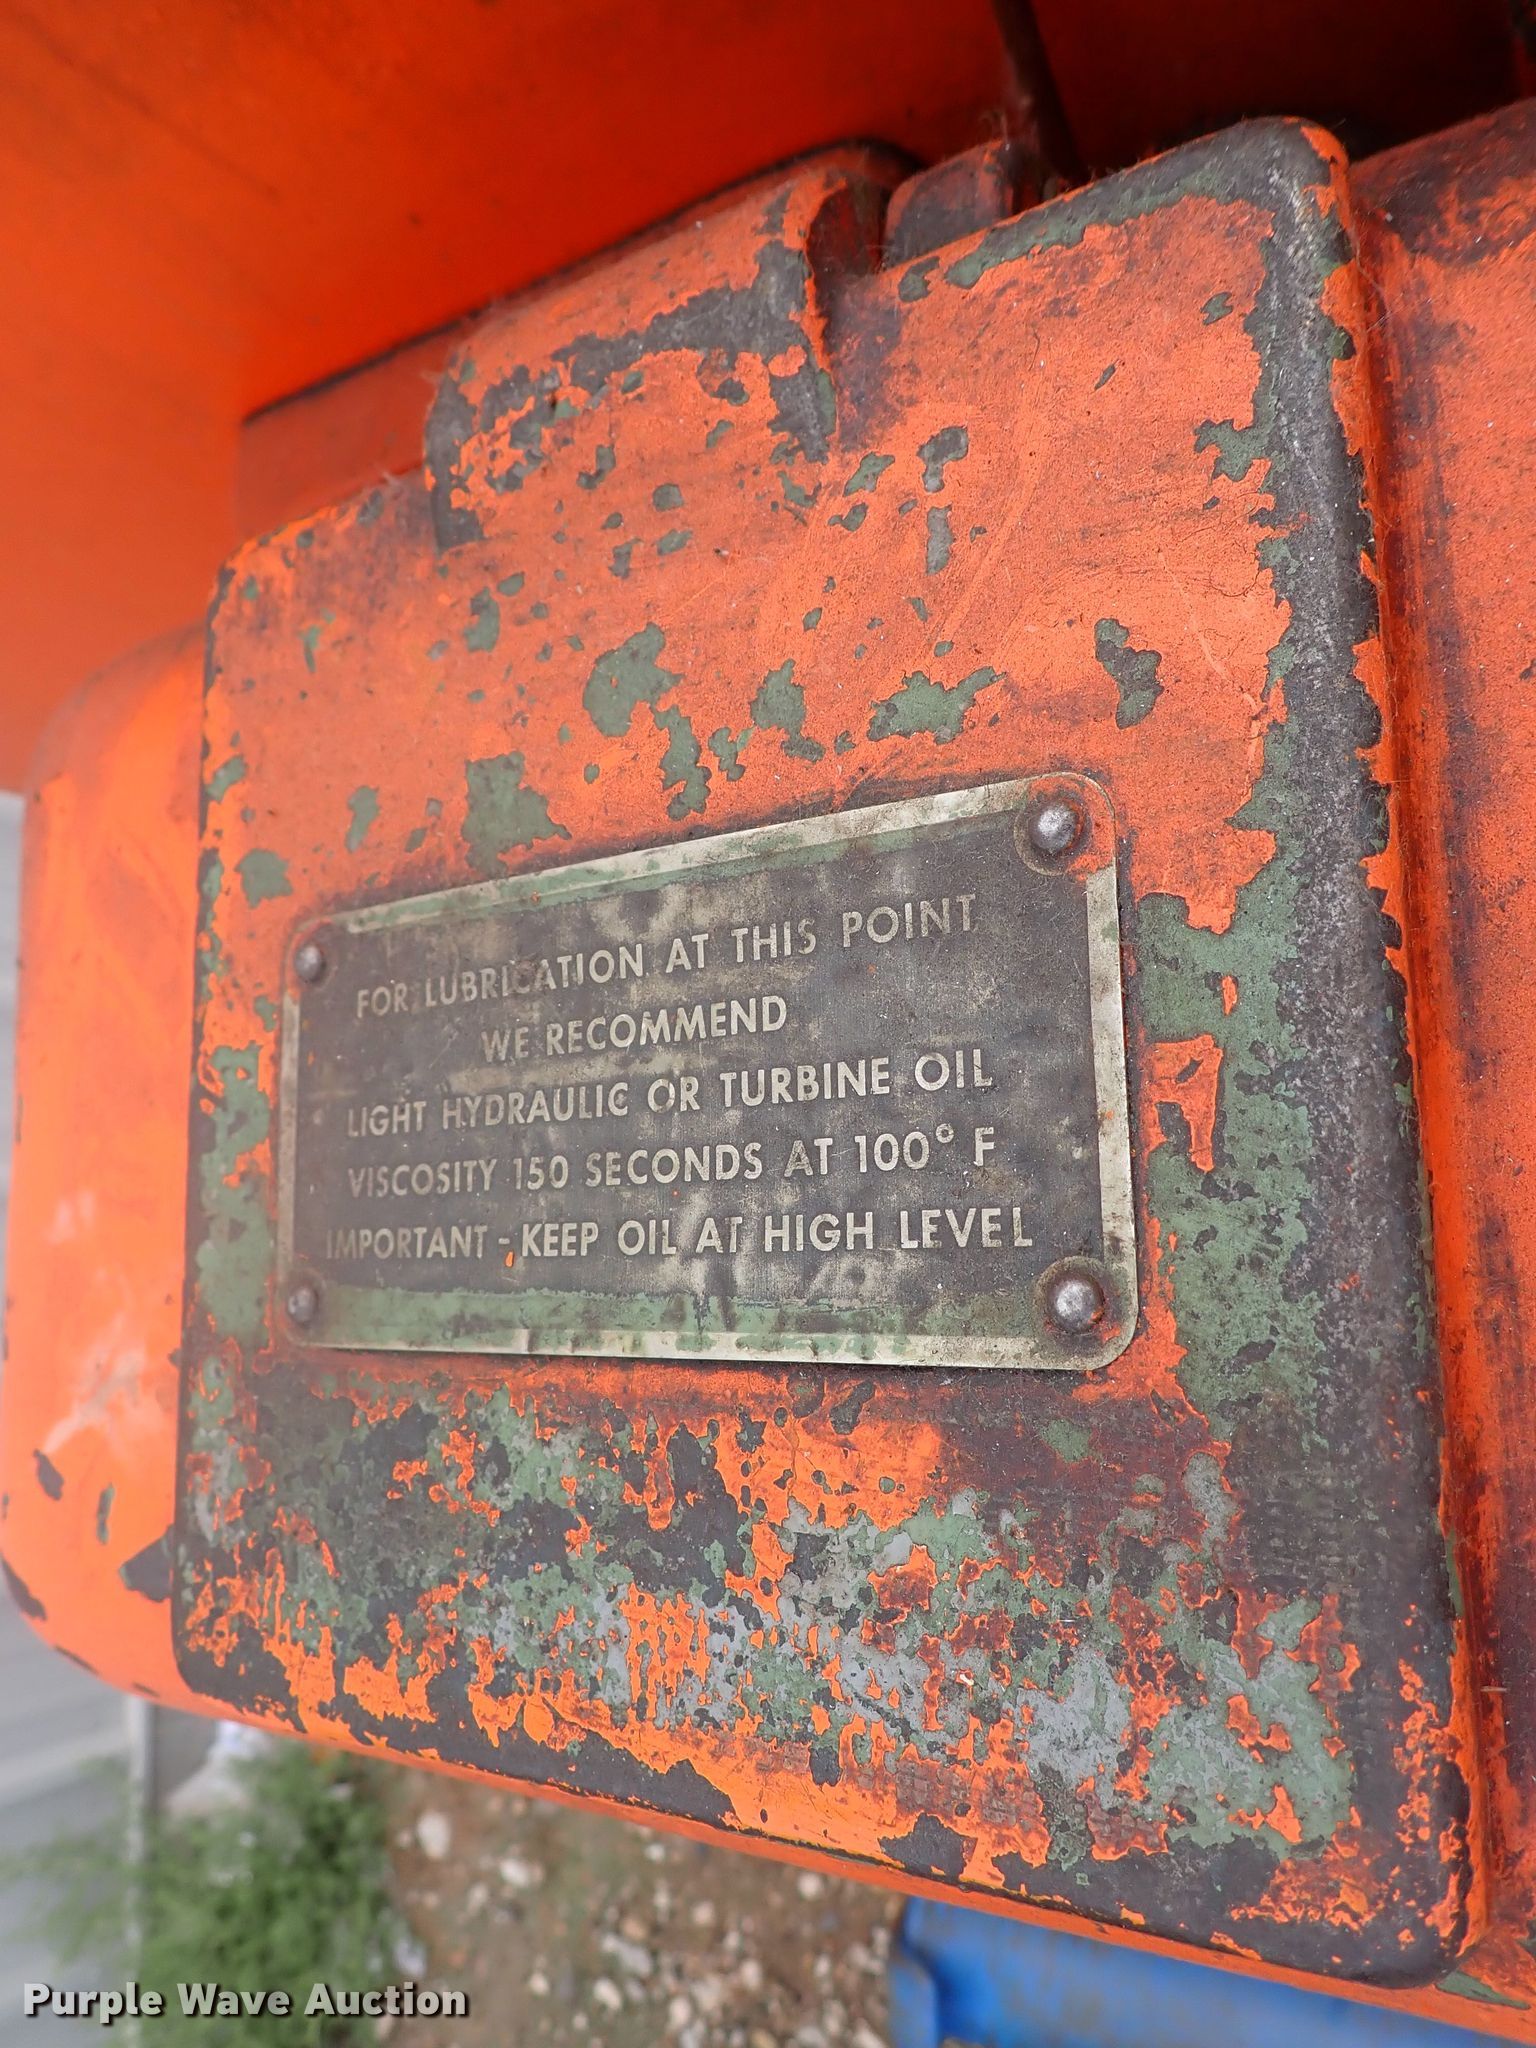 FOR LUBRICATION AT THIS POINT
WE RECOMMEND
LIGHT HYDRAULIC OR TURBINE OIL
VISCOSITY 150 SECONDS AT 100° F
IMPORTANT - KEEP OIL AT HIGH LEVEL
Purple Wave Auction